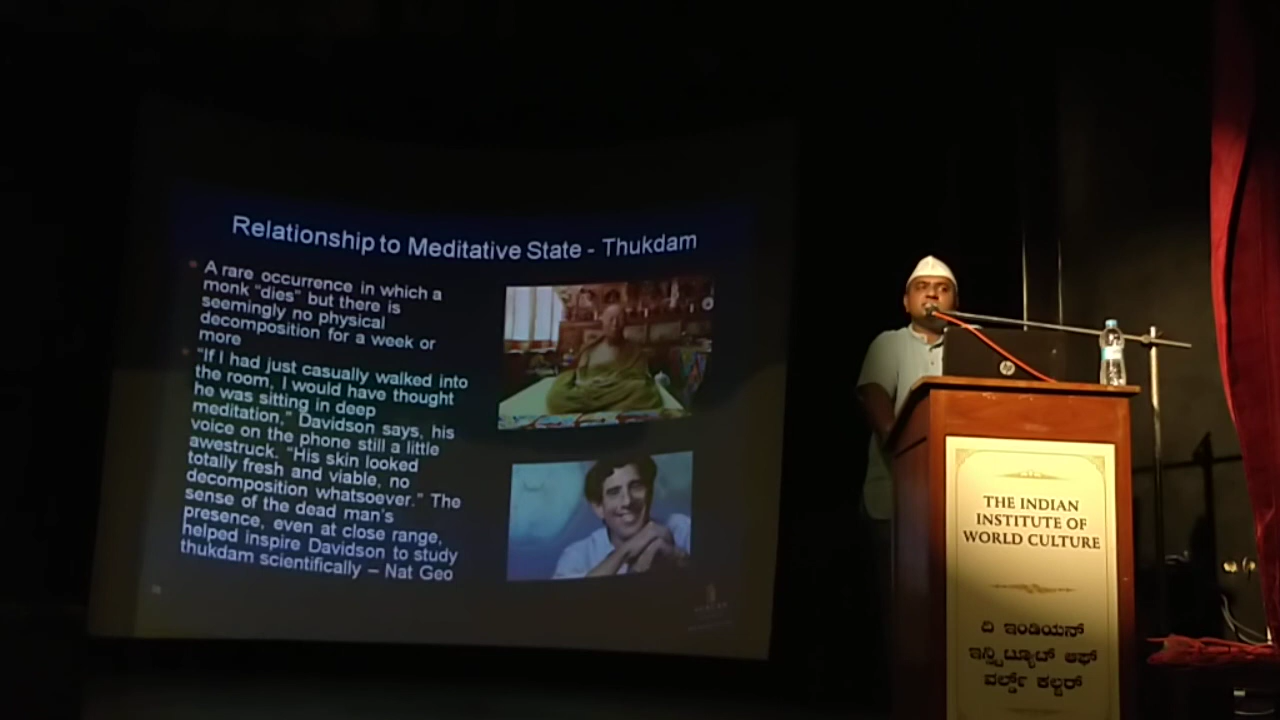 Relationship to Meditative State - Thukdam
A rare occurrence in which a
monk "dies" but there is
seemingly no physical
decomposition for a week or
more
"If I had just casually walked into
the room, I would have thought
he was sitting in deep
meditation," Davidson says, his
voice on the phone still a little
awestruck. "His skin looked
totally fresh and viable, no
decomposition whatsoever." The
sense of the dead man's
presence, even at close range,
helped inspire Davidson to study
thukdam scientifically – Nat Geo
hp
THE INDIAN
INSTITUTE OF
WORLD CULTURE
ದಿ ಇಂಡಿಯನ್
ಇನ್ಸ್ಟಿಟ್ಯೂಟ್ ಆಫ್
ವರ್ಲ್ಡ್ ಕಲ್ಚರ್